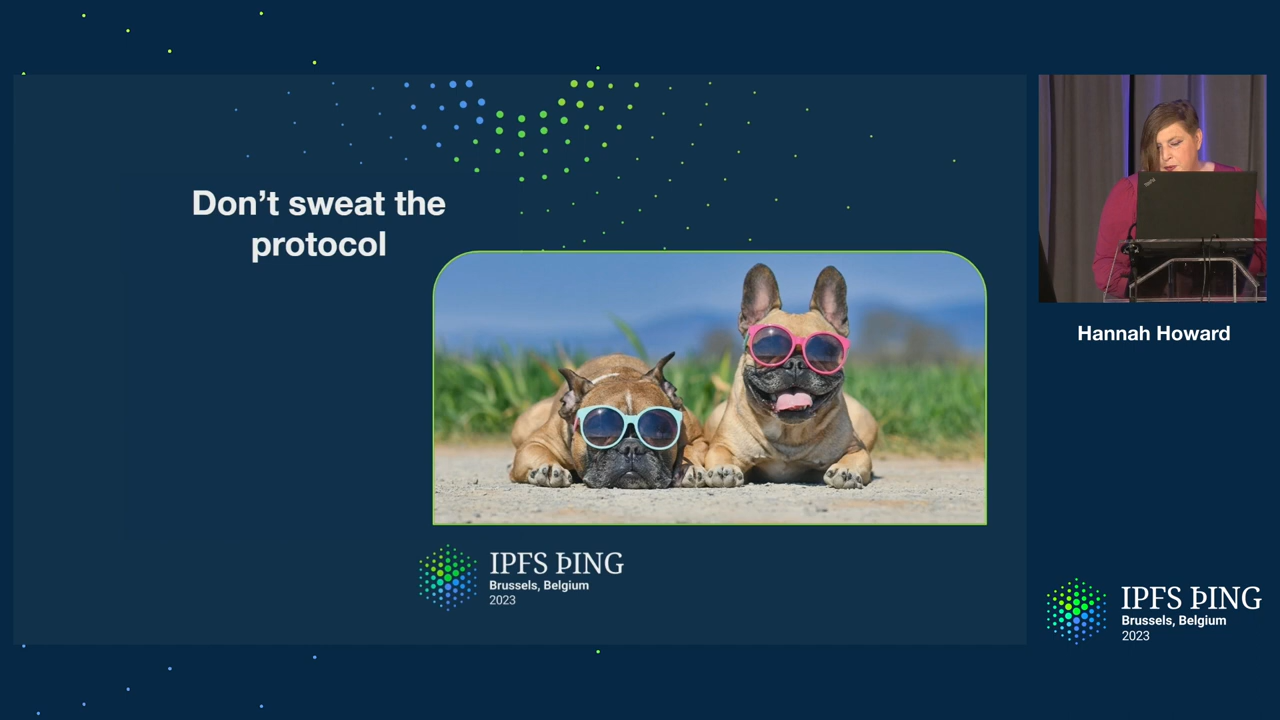 Don't sweat the
protocol
IPFS ÞING
Brussels, Belgium
2023
Hannah Howard
IPFS ÞING
Brussels, Belgium
2023